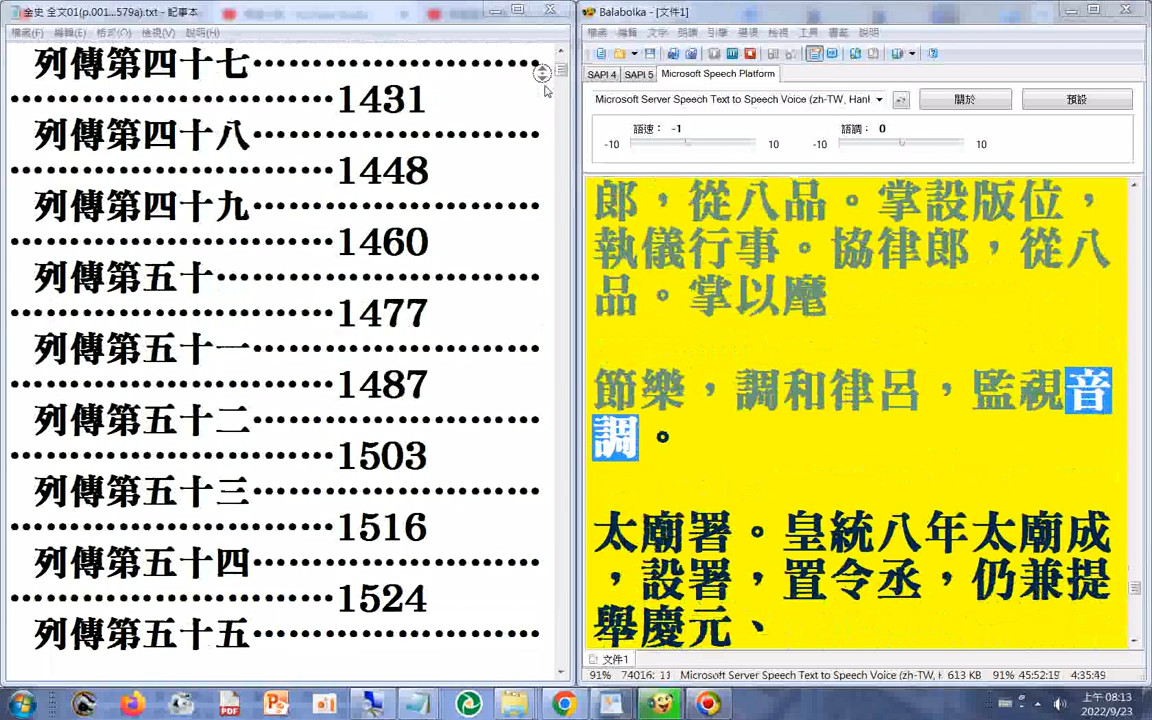 金史 全文01(p.001...579a).txt - 記事本
檔案(F) 編輯(E) 格式(O) 檢視(V) 說明(H)
列傳第四十七……………………
……………………1431
列傳第四十八……………………
……………………1448
列傳第四十九……………………
……………………1460
列傳第五十……………………
……………………1477
列傳第五十一……………………
……………………1487
列傳第五十二……………………
……………………1503
列傳第五十三……………………
……………………1516
列傳第五十四……………………
……………………1524
列傳第五十五……………………
Balabolka - [文件1]
檔案 編輯 文字 朗讀 引擎 選項 檢視 工具 書籤 說明
SAPI 4 SAPI 5 Microsoft Speech Platform
Microsoft Server Speech Text to Speech Voice (zh-TW, Hanl 關於 預設
語速： -1 語調： 0
-10 10 -10 10
郎，從八品。掌設版位，
執儀行事。協律郎，從八
品。掌以麾
節樂，調和律呂，監視音
調。
太廟署。皇統八年太廟成
，設署，置令丞，仍兼提
舉慶元、
文件1
91% 74016: 11 Microsoft Server Speech Text to Speech Voice (zh-TW, H 613 KB 91% 45:52:19 4:35:49
上午 08:13
2022/9/23